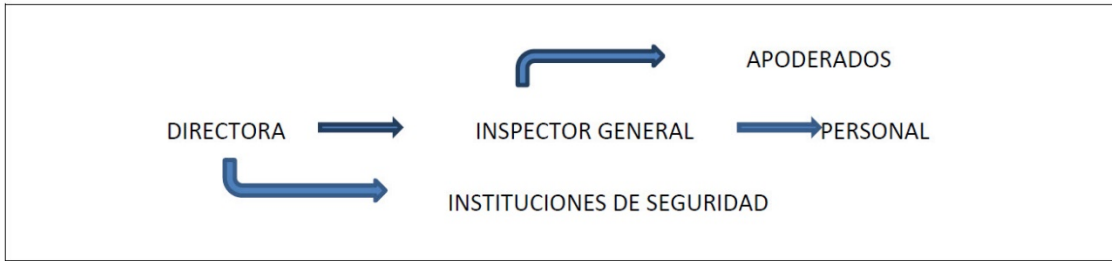 APODERADOS
DIRECTORA INSPECTOR GENERAL PERSONAL
INSTITUCIONES DE SEGURIDAD